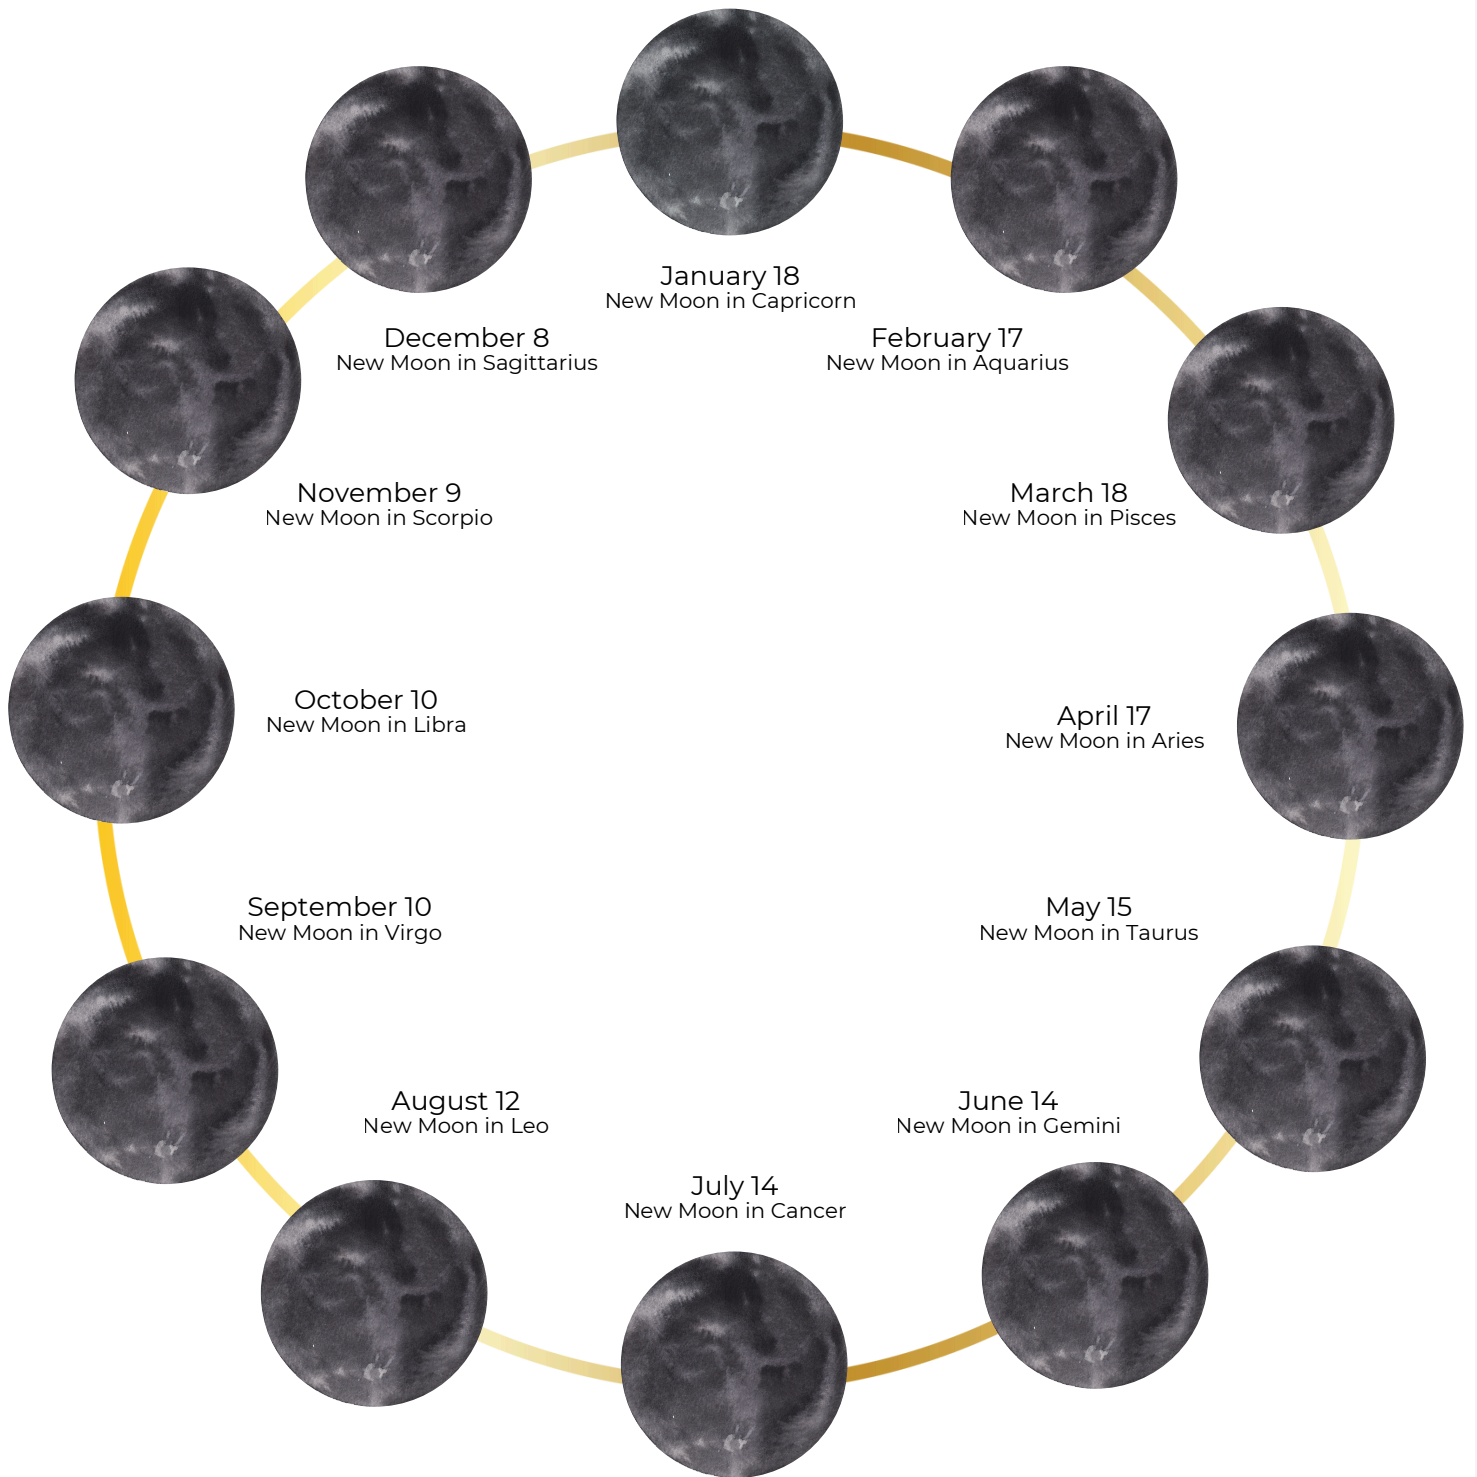 January 18
New Moon in Capricorn
February 17
New Moon in Aquarius
March 18
New Moon in Pisces
April 17
New Moon in Aries
May 15
New Moon in Taurus
June 14
New Moon in Gemini
July 14
New Moon in Cancer
August 12
New Moon in Leo
September 10
New Moon in Virgo
October 10
New Moon in Libra
November 9
New Moon in Scorpio
December 8
New Moon in Sagittarius